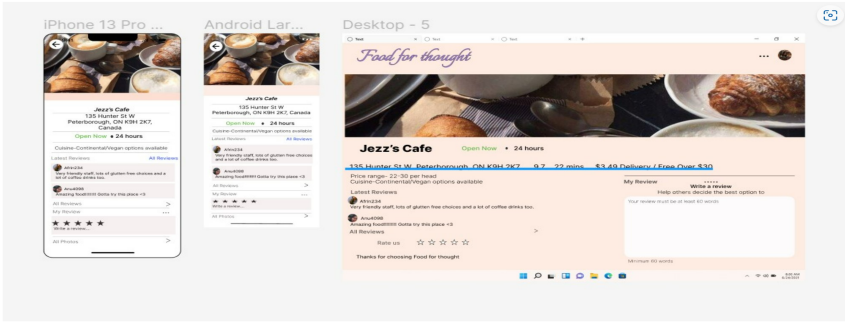 iPhone 13 Pro ...
Jezz's Cafe
135 Hunter St W
Peterborough, ON K9H 2K7,
Canada
Open Now • 24 hours
Cuisine-Continental/Vegan options available
Latest Reviews All Reviews
Afrin234
Very friendly staff, lots of gluten free choices and a
lot of coffee drinks too.
Anu4098
Amazing food!!!!!!! Gotta try this place <3
All Reviews >
My Review ...
Write a review...
All Photos >
Android Lar...
Jezz's Cafe
135 Hunter St W
Peterborough, ON K9H 2K7,
Open Now • 24 hours
Cuisine-Continental/Vegan options available
Latest Reviews All Reviews
Afrin234
Very friendly staff, lots of gluten free choices
and a lot of coffee drinks too.
Anu4098
Amazing food!!!!!!! Gotta try this place <3
All Reviews >
My Review ...
Write a review...
All Photos >
Desktop - 5
Test Test Test
Food for thought
Jezz's Cafe Open Now • 24 hours
135 Hunter St W, Peterborough, ON K9H 2K7 9.7 22 mins $3.49 Delivery / Free Over $30
Price range- 22-30 per head
Cuisine-Continental/Vegan options available
Latest Reviews
Afrin234
Very friendly staff, lots of gluten free choices and a lot of coffee drinks too.
Anu4098
Amazing food!!!!!!! Gotta try this place <3
All Reviews >
Rate us
Thanks for choosing Food for thought
My Review
Write a review
Help others decide the best option to
Your review must be at least 60 words
Minimum 60 words